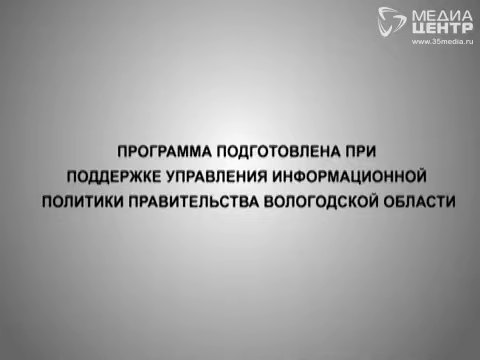 МЕДИА
ЦЕНТР
www.35media.ru
ПРОГРАММА ПОДГОТОВЛЕНА ПРИ
ПОДДЕРЖКЕ УПРАВЛЕНИЯ ИНФОРМАЦИОННОЙ
ПОЛИТИКИ ПРАВИТЕЛЬСТВА ВОЛОГОДСКОЙ ОБЛАСТИ